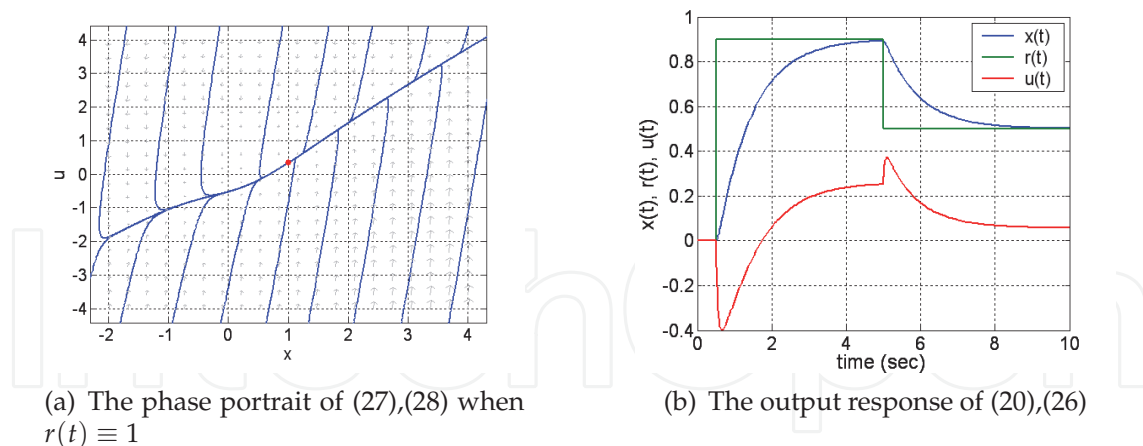 4
3
2
1
0
-1
-2
-3
-4
u
-2 -1 0 1 2 3 4
x
(a) The phase portrait of (27),(28) when
r(t) ≡ 1
1
0.8
0.6
0.4
0.2
0
-0.2
-0.4
x(t), r(t), u(t)
x(t)
r(t)
u(t)
0 2 4 6 8 10
time (sec)
(b) The output response of (20),(26)